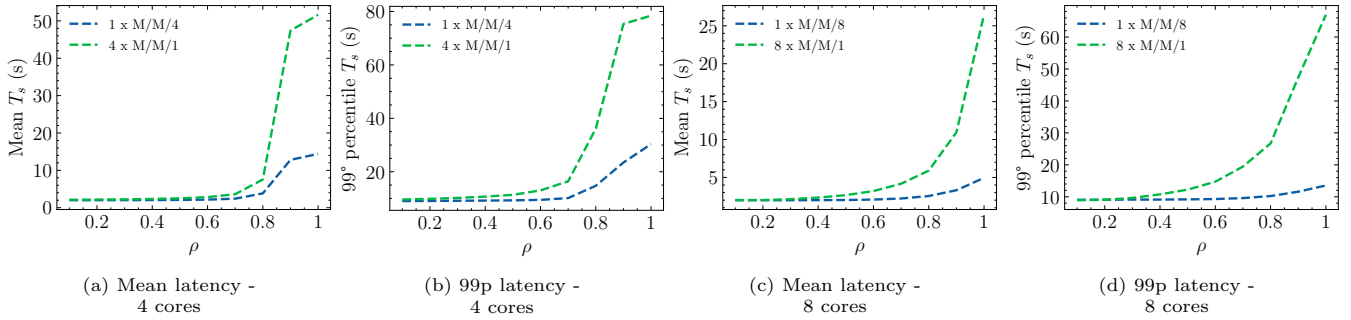 Mean T_s (s)
50
40
30
20
10
0
1 x M/M/4
4 x M/M/1
0.2 0.4 0.6 0.8 1
ρ
(a) Mean latency -
4 cores
99° percentile T_s (s)
80
60
40
20
1 x M/M/4
4 x M/M/1
0.2 0.4 0.6 0.8 1
ρ
(b) 99p latency -
4 cores
Mean T_s (s)
25
20
15
10
5
1 x M/M/8
8 x M/M/1
0.2 0.4 0.6 0.8 1
ρ
(c) Mean latency -
8 cores
99° percentile T_s (s)
60
50
40
30
20
10
1 x M/M/8
8 x M/M/1
0.2 0.4 0.6 0.8 1
ρ
(d) 99p latency -
8 cores